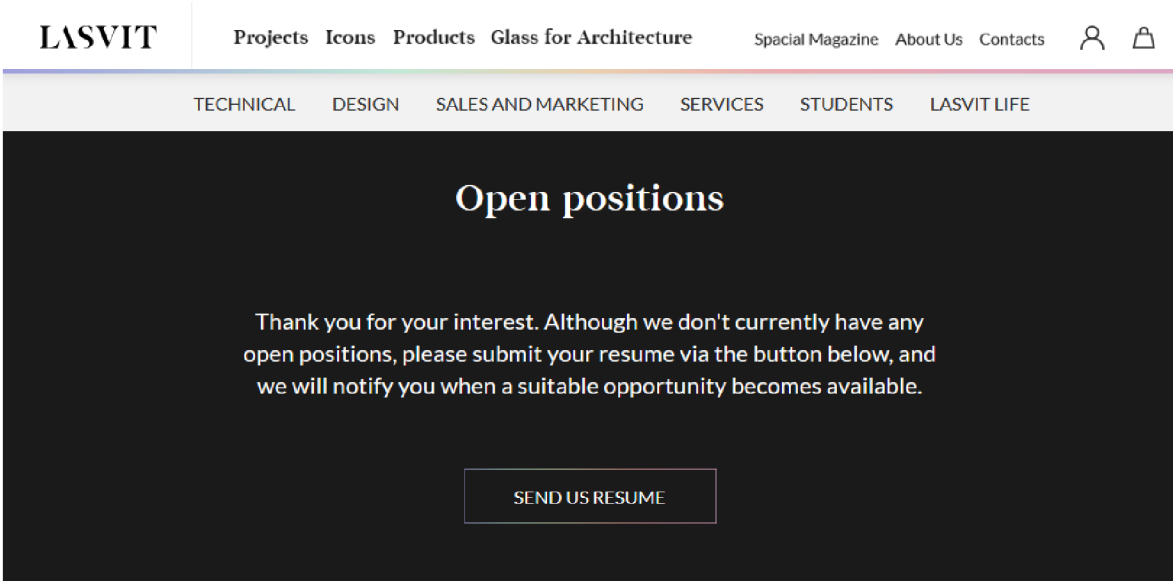 LASVIT Projects Icons Products Glass for Architecture Spacial Magazine About Us Contacts
TECHNICAL DESIGN SALES AND MARKETING SERVICES STUDENTS LASVIT LIFE
Open positions
Thank you for your interest. Although we don't currently have any
open positions, please submit your resume via the button below, and
we will notify you when a suitable opportunity becomes available.
SEND US RESUME